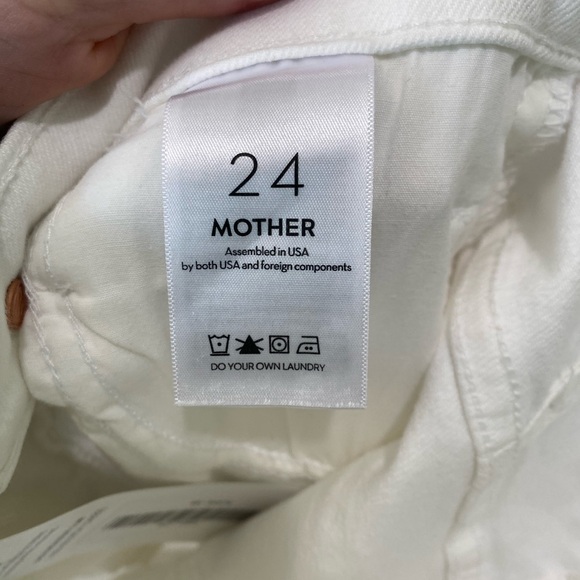 24
MOTHER
Assembled in USA
by both USA and foreign components
DO YOUR OWN LAUNDRY